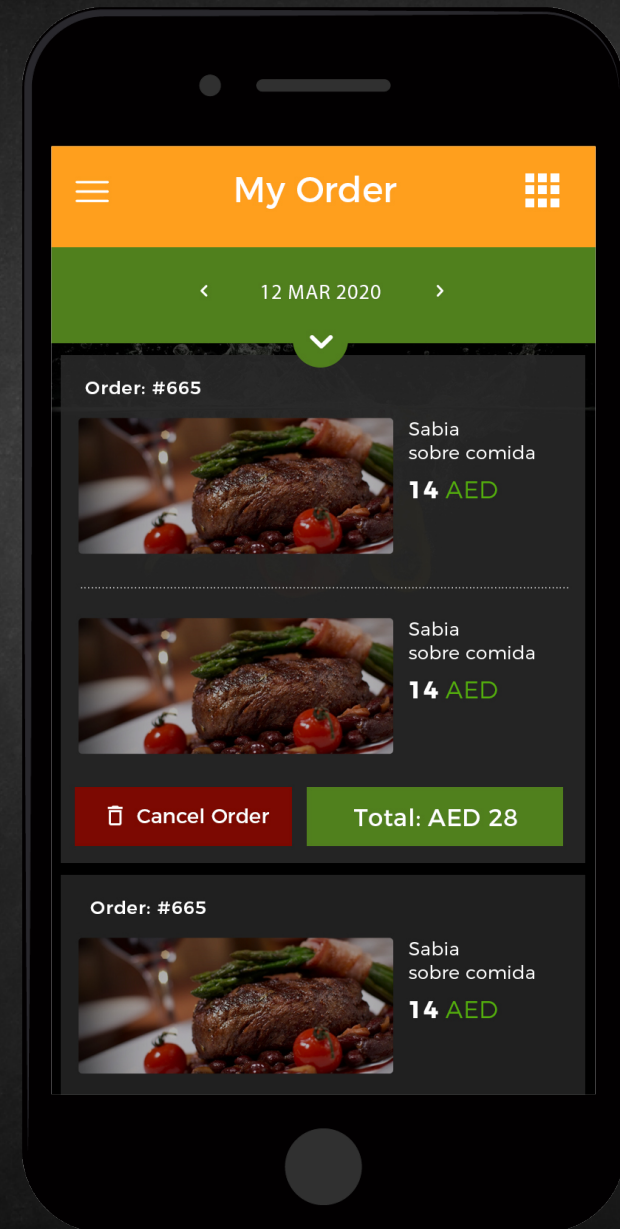 My Order
12 MAR 2020
Order: #665
Sabia
sobre comida
14 AED
Sabia
sobre comida
14 AED
Cancel Order
Total: AED 28
Order: #665
Sabia
sobre comida
14 AED